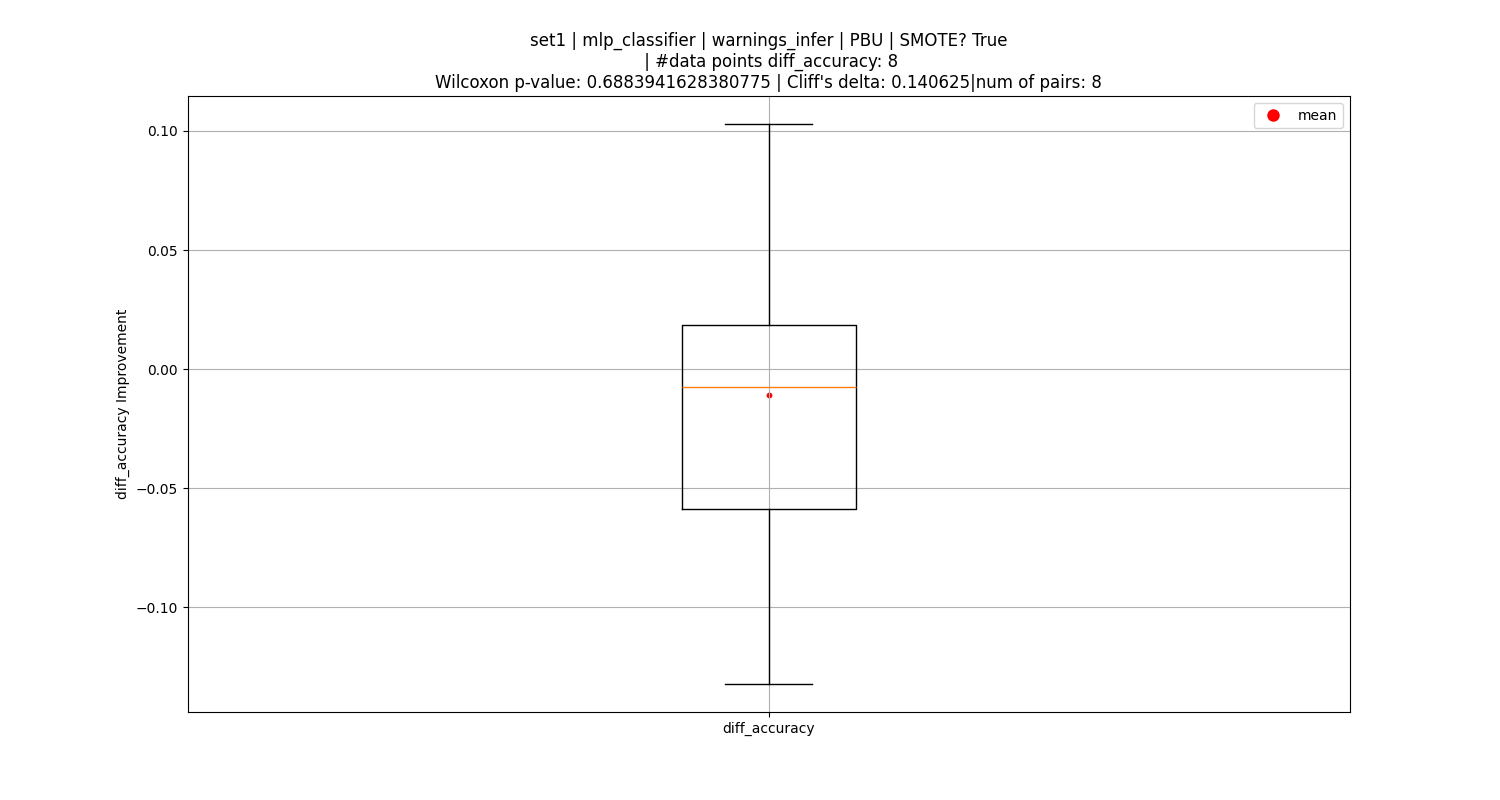 set1 | mlp_classifier | warnings_infer | PBU | SMOTE? True
| #data points diff_accuracy: 8
Wilcoxon p-value: 0.6883941628380775 | Cliff's delta: 0.140625|num of pairs: 8
mean
0.10
0.05
0.00
−0.05
−0.10
diff_accuracy Improvement
diff_accuracy